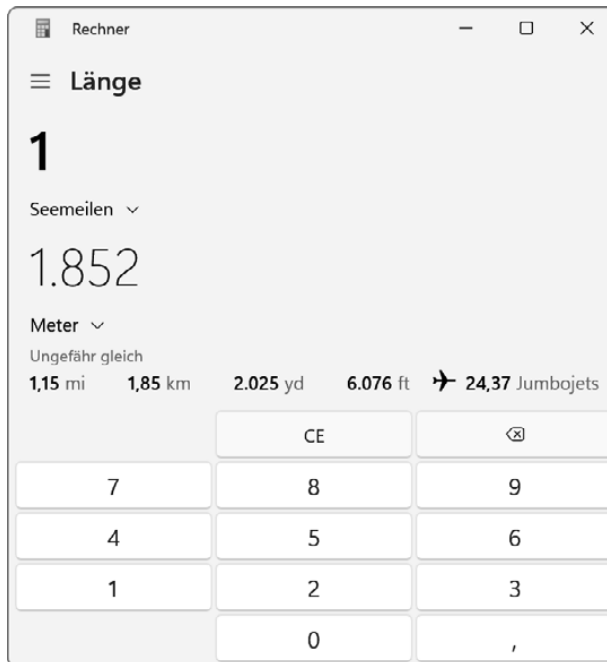 Rechner
Länge
1
Seemeilen
1.852
Meter
Ungefähr gleich
1,15 mi 1,85 km 2.025 yd 6.076 ft 24,37 Jumbojets
CE
7 8 9
4 5 6
1 2 3
0 ,